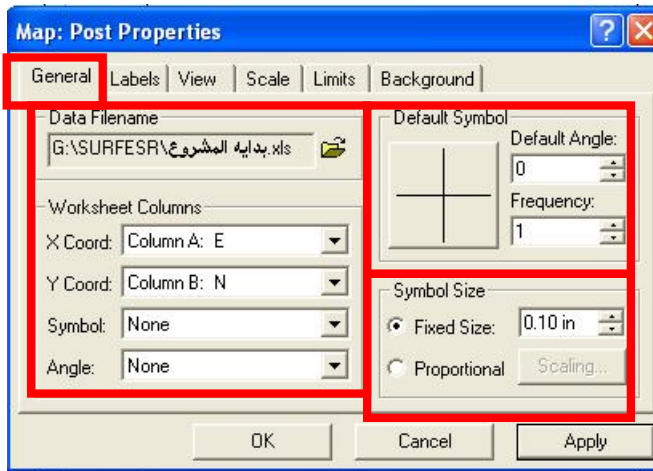 Map: Post Properties
General Labels View Scale Limits Background
Data Filename
G:\SURFESR\بدايه المشروع.xls
Worksheet Columns
X Coord: Column A: E
Y Coord: Column B: N
Symbol: None
Angle: None
Default Symbol
Default Angle:
0
Frequency:
1
Symbol Size
Fixed Size: 0.10 in
Proportional Scaling...
OK Cancel Apply